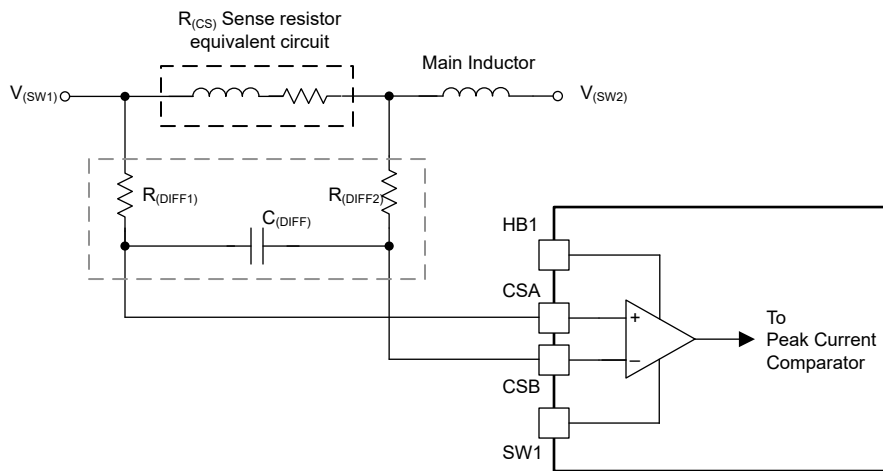 R(CS) Sense resistor
equivalent circuit
Main Inductor
V(SW1)
V(SW2)
R(DIFF1)
R(DIFF2)
C(DIFF)
HB1
CSA
+
To
Peak Current
Comparator
–
CSB
SW1